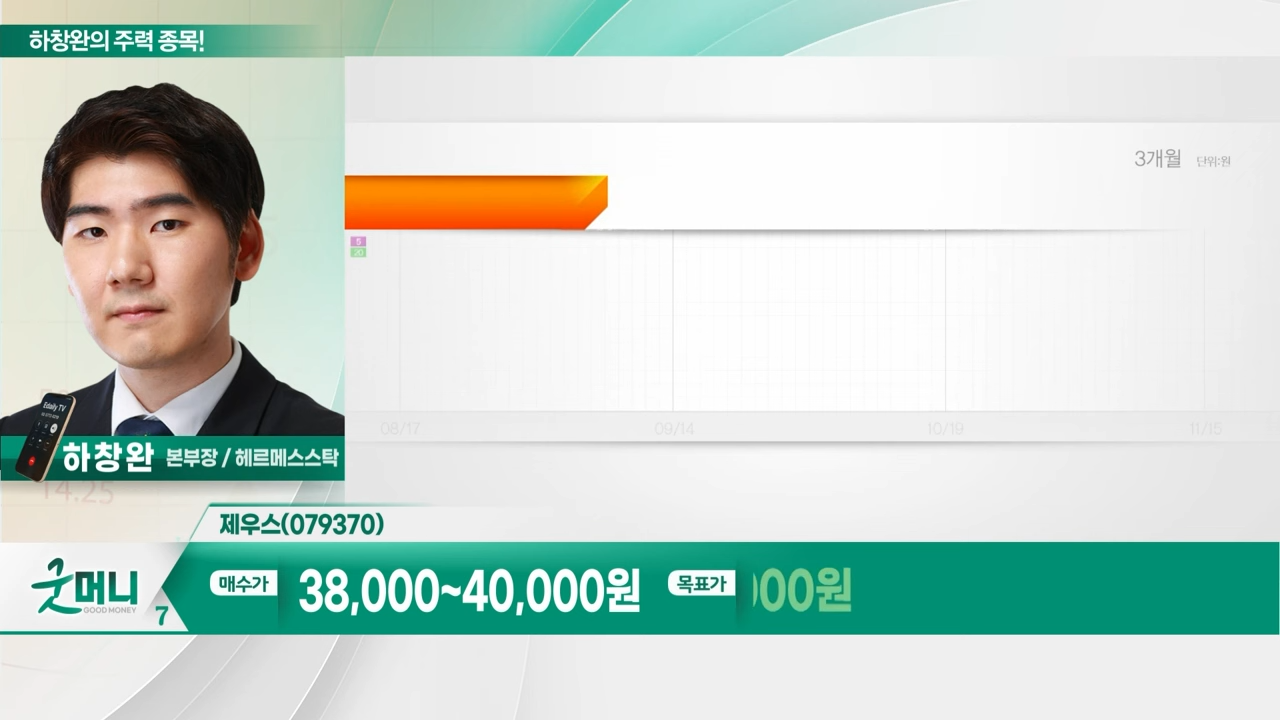 하창완의 주력 종목!
3개월 단위:원
5
20
08/17 09/14 10/19 11/15
Edaily TV
하창완 본부장 / 헤르메스스탁
14.25
제우스(079370)
굿머니 GOOD MONEY 7
매수가 38,000~40,000원 목표가 00원